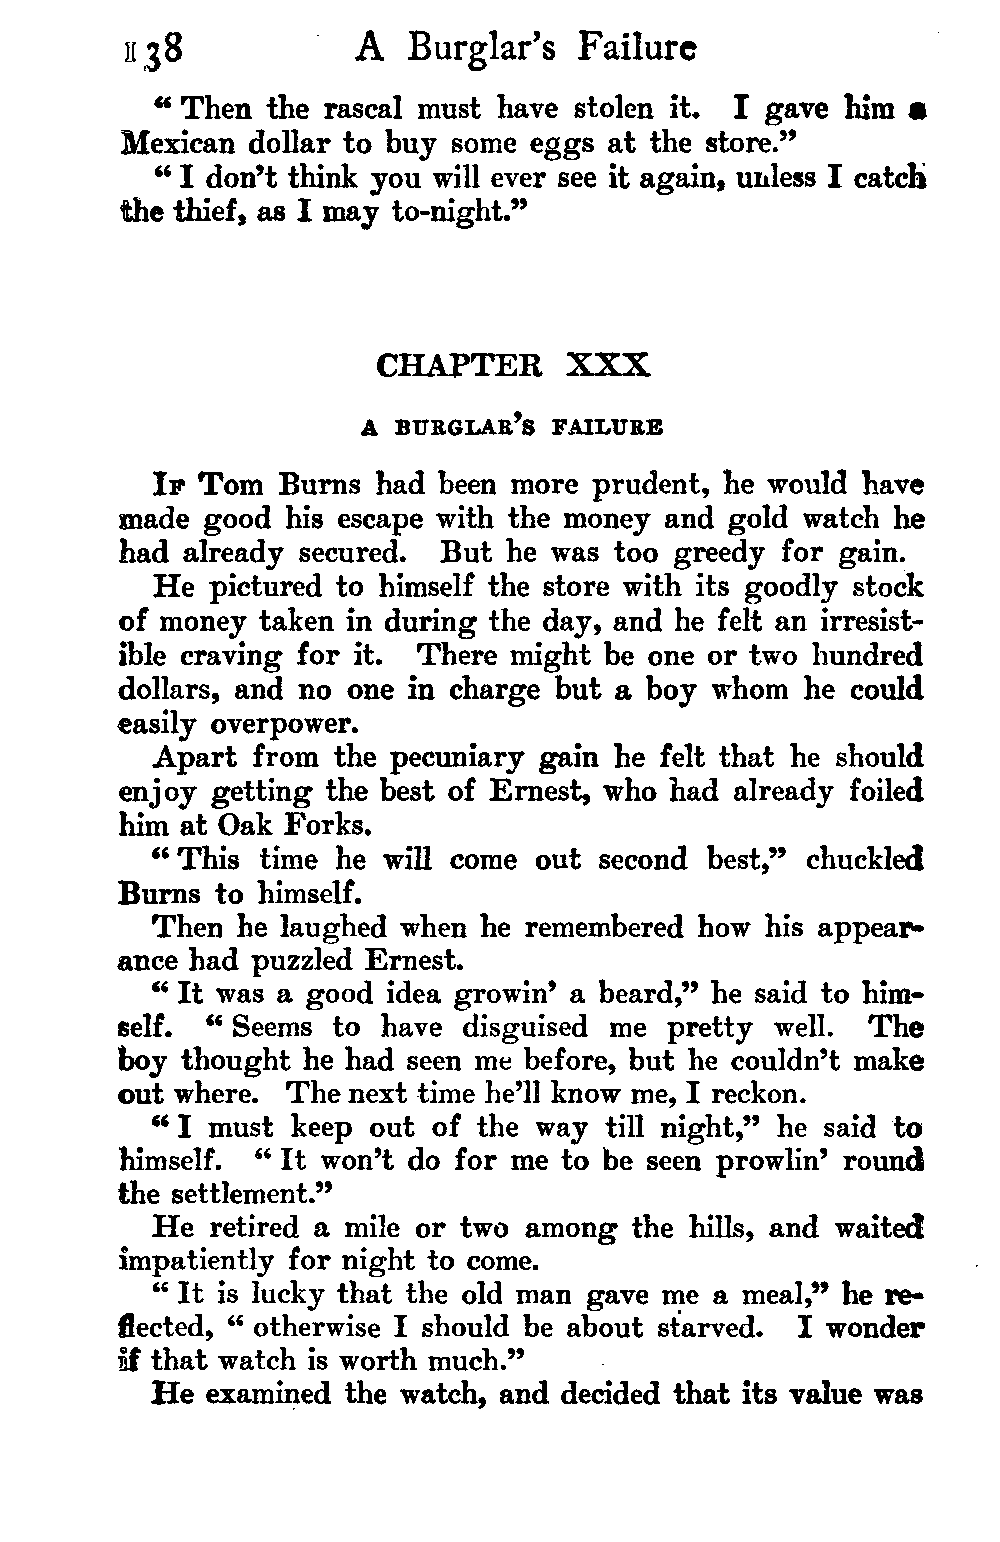 138 A Burglar's Failure
“ Then the rascal must have stolen it. I gave him a
Mexican dollar to buy some eggs at the store.”
“ I don't think you will ever see it again, unless I catch
the thief, as I may to-night.”
CHAPTER XXX
A BURGLAR'S FAILURE
IF Tom Burns had been more prudent, he would have
made good his escape with the money and gold watch he
had already secured. But he was too greedy for gain.
He pictured to himself the store with its goodly stock
of money taken in during the day, and he felt an irresist-
ible craving for it. There might be one or two hundred
dollars, and no one in charge but a boy whom he could
easily overpower.
Apart from the pecuniary gain he felt that he should
enjoy getting the best of Ernest, who had already foiled
him at Oak Forks.
“ This time he will come out second best,” chuckled
Burns to himself.
Then he laughed when he remembered how his appear-
ance had puzzled Ernest.
“ It was a good idea growin' a beard,” he said to him-
self. “ Seems to have disguised me pretty well. The
boy thought he had seen me before, but he couldn't make
out where. The next time he'll know me, I reckon.
“ I must keep out of the way till night,” he said to
himself. “ It won't do for me to be seen prowlin' round
the settlement.”
He retired a mile or two among the hills, and waited
impatiently for night to come.
“ It is lucky that the old man gave me a meal,” he re-
flected, “ otherwise I should be about starved. I wonder
if that watch is worth much.”
He examined the watch, and decided that its value was